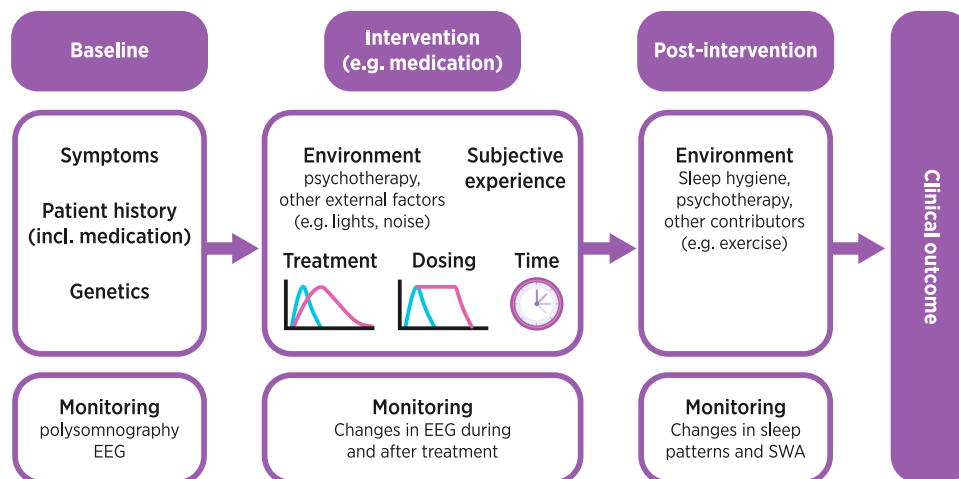 Baseline
Intervention
(e.g. medication)
Post-intervention
Symptoms
Patient history
(incl. medication)
Genetics
Environment
psychotherapy,
other external factors
(e.g. lights, noise)
Subjective
experience
Treatment
Dosing
Time
Environment
Sleep hygiene,
psychotherapy,
other contributors
(e.g. exercise)
Clinical outcome
Monitoring
polysomnography
EEG
Monitoring
Changes in EEG during
and after treatment
Monitoring
Changes in sleep
patterns and SWA